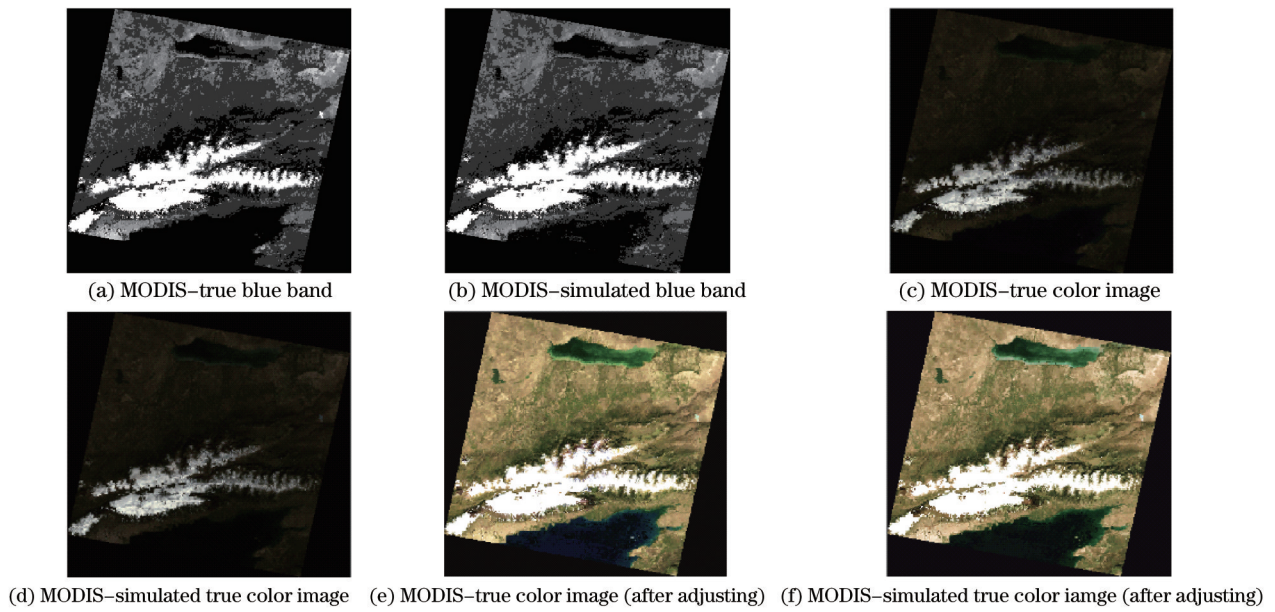 (a) MODIS–true blue band
(b) MODIS–simulated blue band
(c) MODIS–true color image
(d) MODIS–simulated true color image
(e) MODIS–true color image (after adjusting)
(f) MODIS–simulated true color iamge (after adjusting)